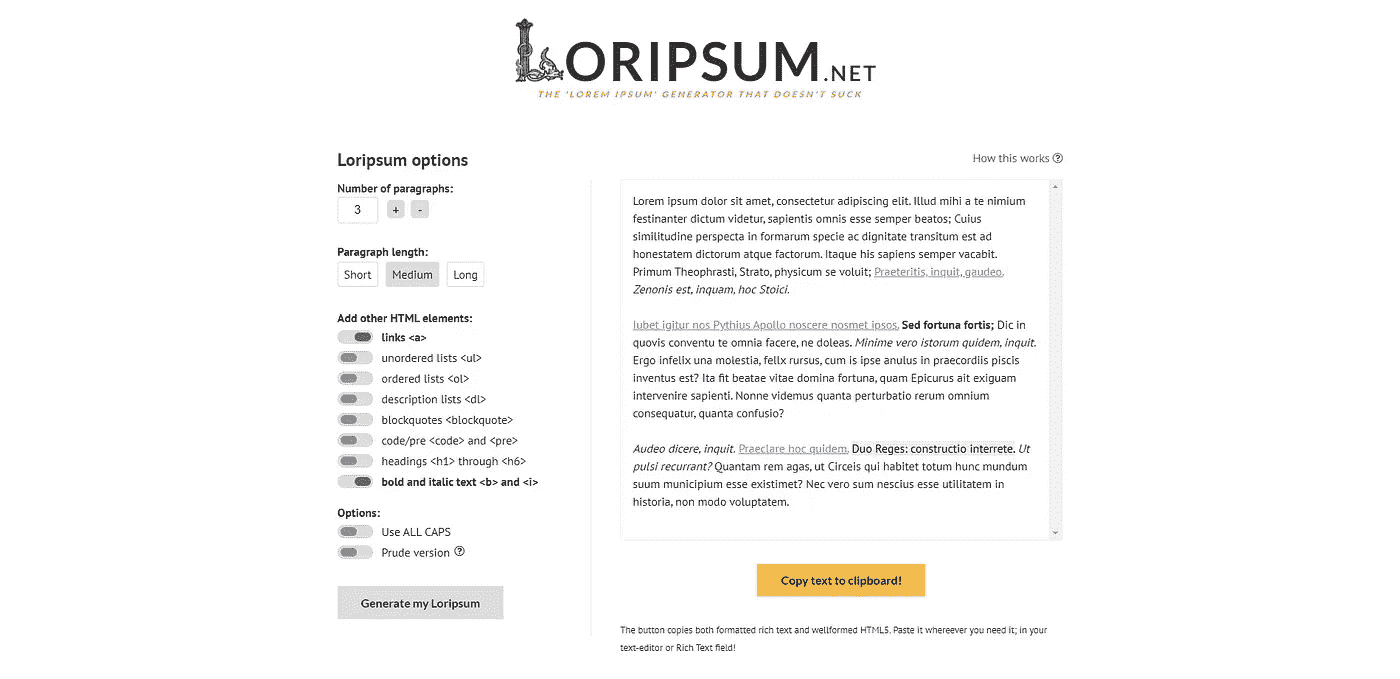 LORIPSUM.NET
THE 'LOREM IPSUM' GENERATOR THAT DOESN'T SUCK
Loripsum options
Number of paragraphs:
3 + -
Paragraph length:
Short Medium Long
Add other HTML elements:
links <a>
unordered lists <ul>
ordered lists <ol>
description lists <dl>
blockquotes <blockquote>
code/pre <code> and <pre>
headings <h1> through <h6>
bold and italic text <b> and <i>
Options:
Use ALL CAPS
Prude version ?
Generate my Loripsum
How this works ?
Lorem ipsum dolor sit amet, consectetur adipiscing elit. Illud mihi a te nimium
festinanter dictum videtur, sapientis omnis esse semper beatos; Cuius
similitudine perspecta in formarum specie ac dignitate transitum est ad
honestatem dictorum atque factorum. Itaque his sapiens semper vacabit.
Primum Theophrasti, Strato, physicum se voluit; Praeteritis, inquit, gaudeo.
Zenonis est, inquam, hoc Stoici.
Iubet igitur nos Pythius Apollo noscere nosmet ipsos. Sed fortuna fortis; Dic in
quovis conventu te omnia facere, ne doleas. Minime vero istorum quidem, inquit.
Ergo infelix una molestia, fellx rursus, cum is ipse anulus in praecordiis piscis
inventus est? Ita fit beatae vitae domina fortuna, quam Epicurus ait exiguam
intervenire sapienti. Nonne videmus quanta perturbatio rerum omnium
consequatur, quanta confusio?
Audeo dicere, inquit. Praeclare hoc quidem. Duo Reges: constructio interrete. Ut
pulsi recurrant? Quantam rem agas, ut Circeis qui habitet totum hunc mundum
suum municipium esse existimet? Nec vero sum nescius esse utilitatem in
historia, non modo voluptatem.
Copy text to clipboard!
The button copies both formatted rich text and wellformed HTML5. Paste it whereever you need it; in your
text-editor or Rich Text field!